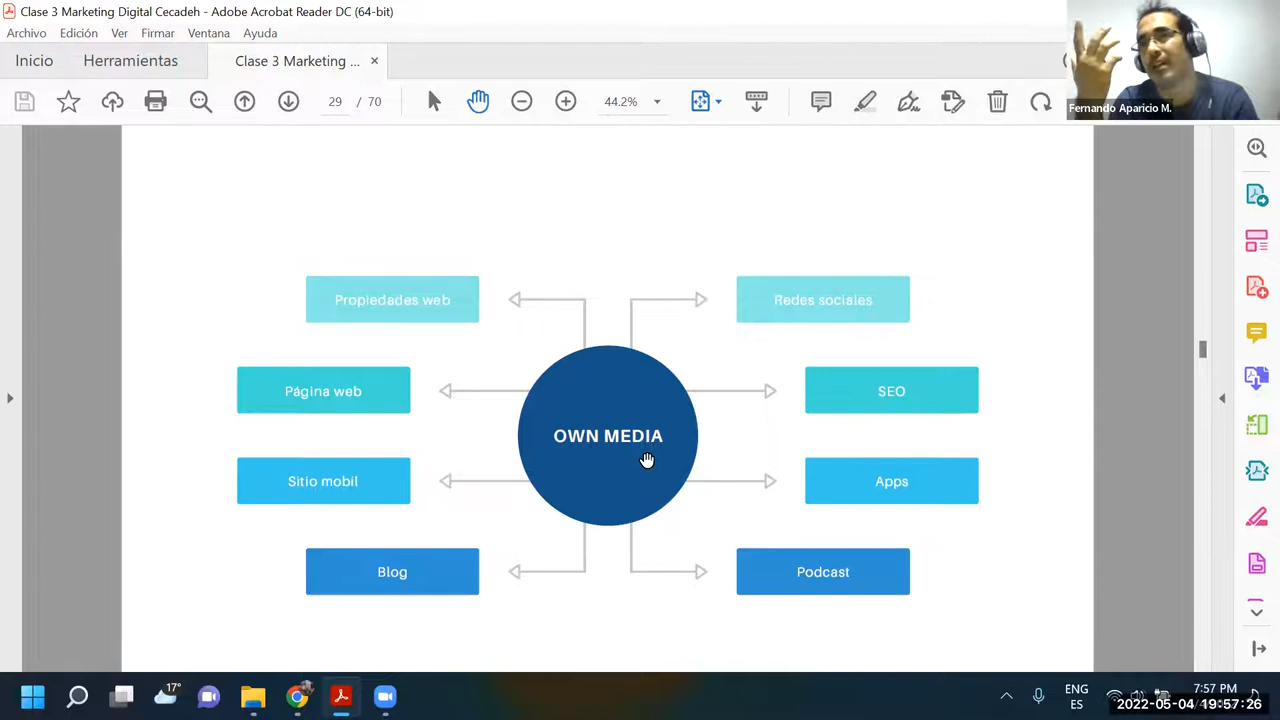 Clase 3 Marketing Digital Cecadeh - Adobe Acrobat Reader DC (64-bit)
Archivo Edición Ver Firmar Ventana Ayuda
Inicio Herramientas Clase 3 Marketing ... ×
29 / 70 44.2%
Fernando Aparicio M.
Propiedades web Redes sociales
Página web SEO
OWN MEDIA
Sitio mobil Apps
Blog Podcast
17°
ENG
ES
7:57 PM
2022-05-04 19:57:26